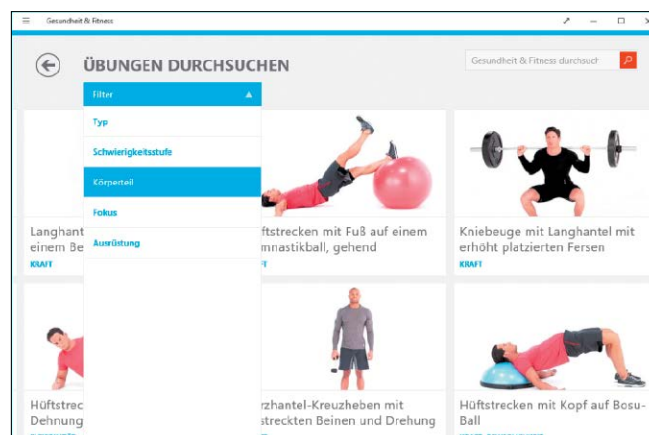 Gesundheit & Fitness
ÜBUNGEN DURCHSUCHEN
Gesundheit & Fitness durchsuch
Filter
Typ
Schwierigkeitsstufe
Körperteil
Fokus
Ausrüstung
Langhant
einem Be
KRAFT
ftstrecken mit Fuß auf einem
mnastikball, gehend
FT
Kniebeuge mit Langhantel mit
erhöht platzierten Fersen
KRAFT
Hüftstrec
Dehnung
rzhantel-Kreuzheben mit
streckten Beinen und Drehung
Hüftstrecken mit Kopf auf Bosu-
Ball